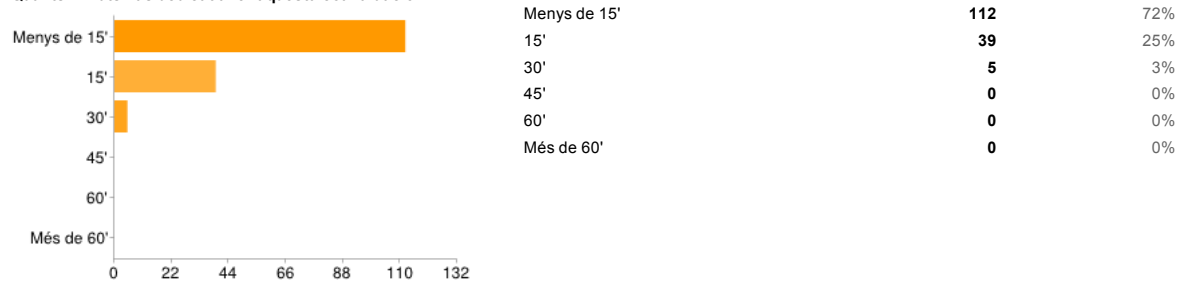 Menys de 15'
15'
30'
45'
60'
Més de 60'
0 22 44 66 88 110 132
Menys de 15' 112 72%
15' 39 25%
30' 5 3%
45' 0 0%
60' 0 0%
Més de 60' 0 0%